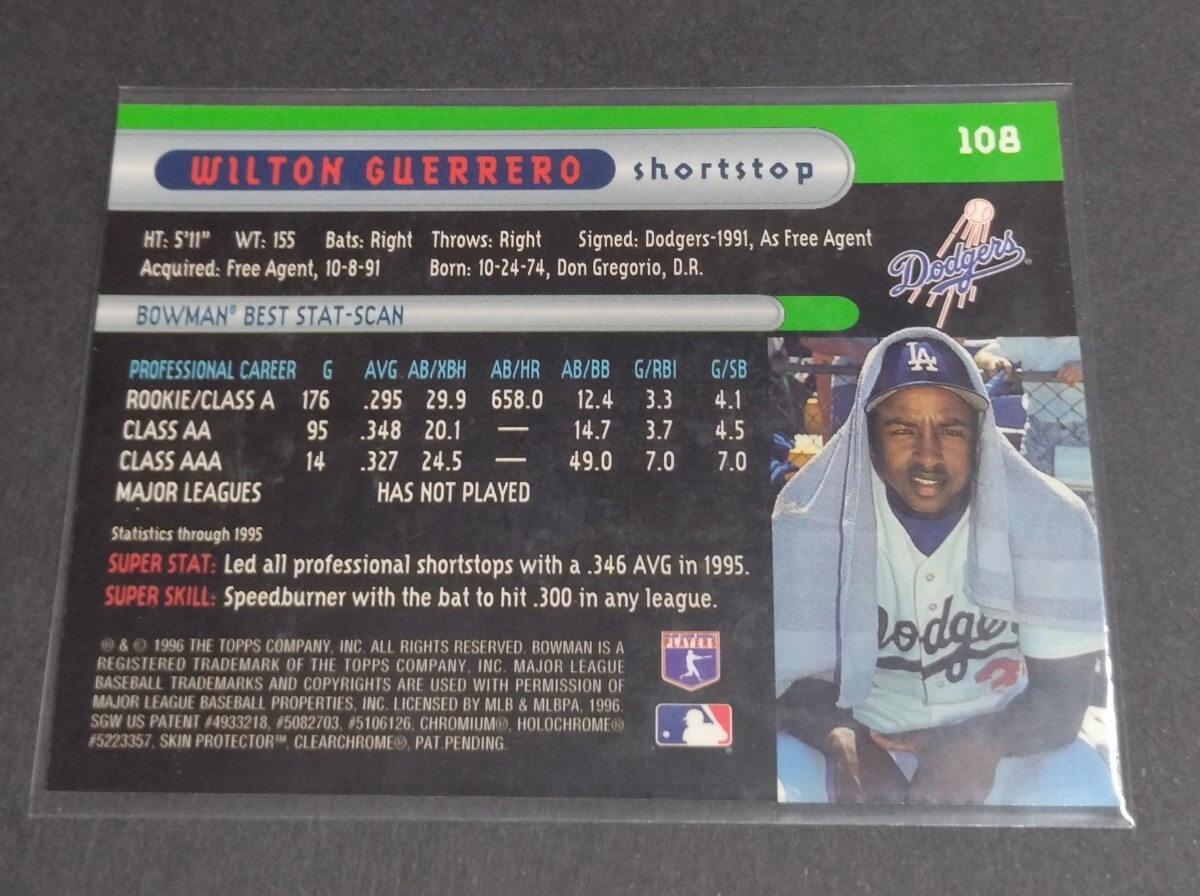 108
WILTON GUERRERO shortstop
HT: 5'11" WT: 155 Bats: Right Throws: Right Signed: Dodgers-1991, As Free Agent
Acquired: Free Agent, 10-8-91 Born: 10-24-74, Don Gregorio, D.R.
Dodgers
BOWMAN® BEST STAT-SCAN
PROFESSIONAL CAREER G AVG. AB/XBH AB/HR AB/BB G/RBI G/SB
ROOKIE/CLASS A 176 .295 29.9 658.0 12.4 3.3 4.1
CLASS AA 95 .348 20.1 — 14.7 3.7 4.5
CLASS AAA 14 .327 24.5 — 49.0 7.0 7.0
MAJOR LEAGUES HAS NOT PLAYED
Statistics through 1995
SUPER STAT: Led all professional shortstops with a .346 AVG in 1995.
SUPER SKILL: Speedburner with the bat to hit .300 in any league.
® & © 1996 THE TOPPS COMPANY, INC. ALL RIGHTS RESERVED. BOWMAN IS A
REGISTERED TRADEMARK OF THE TOPPS COMPANY, INC. MAJOR LEAGUE
BASEBALL TRADEMARKS AND COPYRIGHTS ARE USED WITH PERMISSION OF
MAJOR LEAGUE BASEBALL PROPERTIES, INC. LICENSED BY MLB & MLBPA, 1996.
SGW US PATENT #4933218, #5082703, #5106126, CHROMIUM®, HOLOCHROME®
#5223357, SKIN PROTECTOR™, CLEARCHROME®, PAT.PENDING.
MAJOR LEAGUE BASEBALL
PLAYERS
LA
Dodge